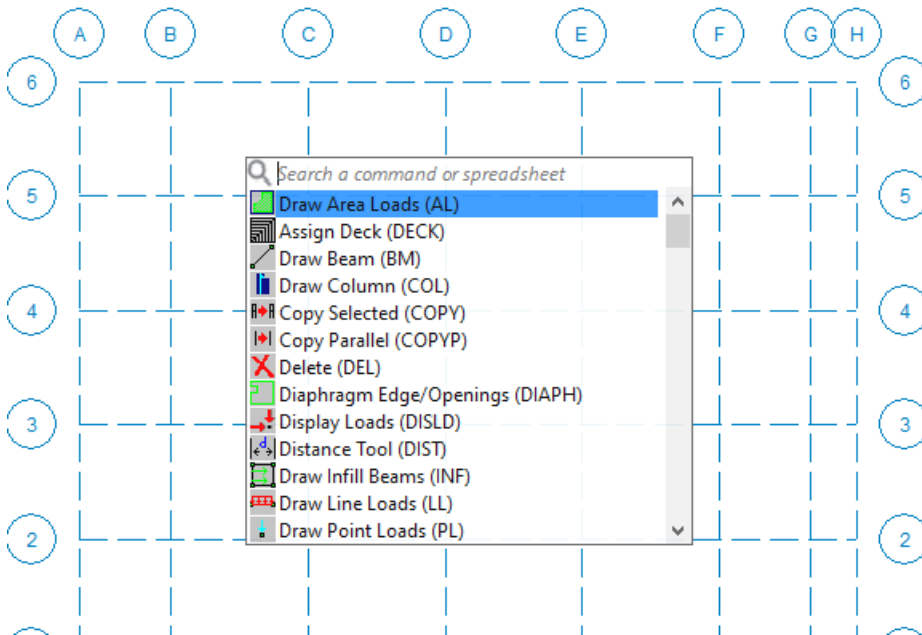 A B C D E F G H
6 6
Search a command or spreadsheet
Draw Area Loads (AL)
5 5
Assign Deck (DECK)
Draw Beam (BM)
Draw Column (COL)
4 4
Copy Selected (COPY)
Copy Parallel (COPYP)
Delete (DEL)
Diaphragm Edge/Openings (DIAPH)
3 3
Display Loads (DISLD)
d
Distance Tool (DIST)
Draw Infill Beams (INF)
Draw Line Loads (LL)
Draw Point Loads (PL)
2 2